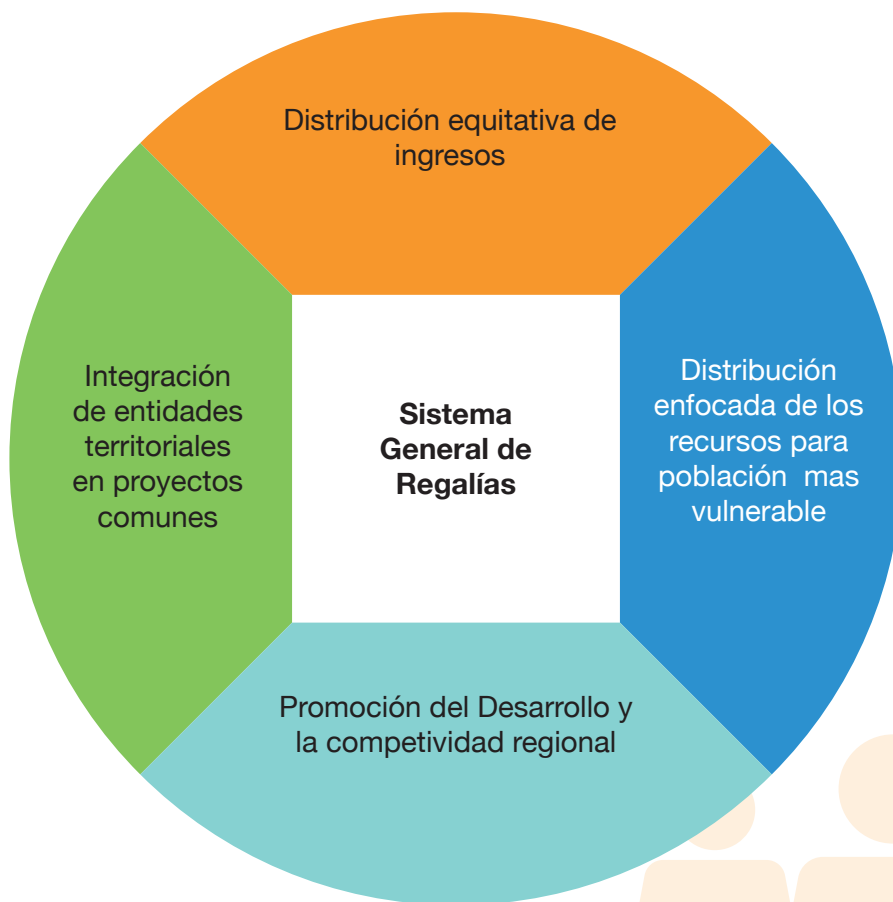 Distribución equitativa de
ingresos
Integración
de entidades
territoriales
en proyectos
comunes
Sistema
General de
Regalías
Distribución
enfocada de los
recursos para
población  mas
vulnerable
Promoción del Desarrollo y
la competividad regional